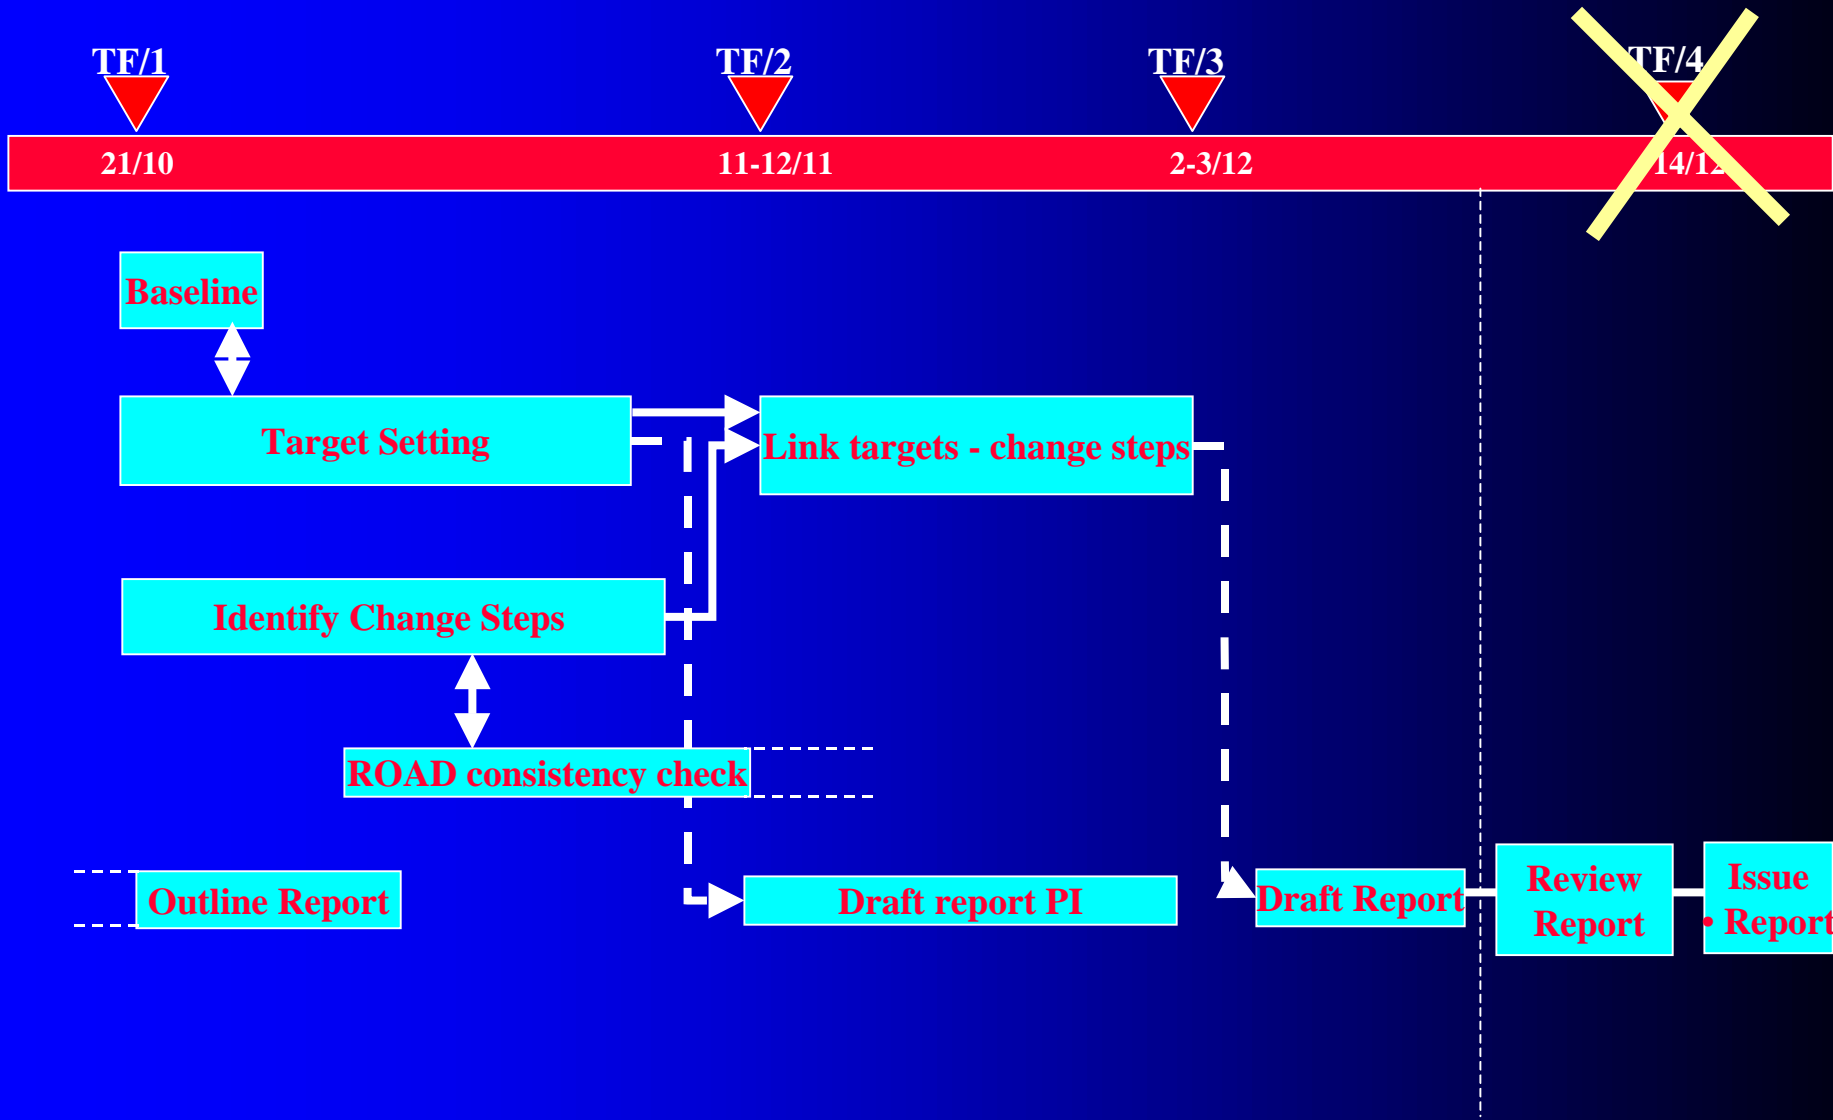 TF/1
TF/2
TF/3
TF/4
21/10
11-12/11
2-3/12
14/12
Baseline
Target Setting
Link targets - change steps
Identify Change Steps
ROAD consistency check
Outline Report
Draft report PI
Draft Report
Review
Report
Issue
• Report